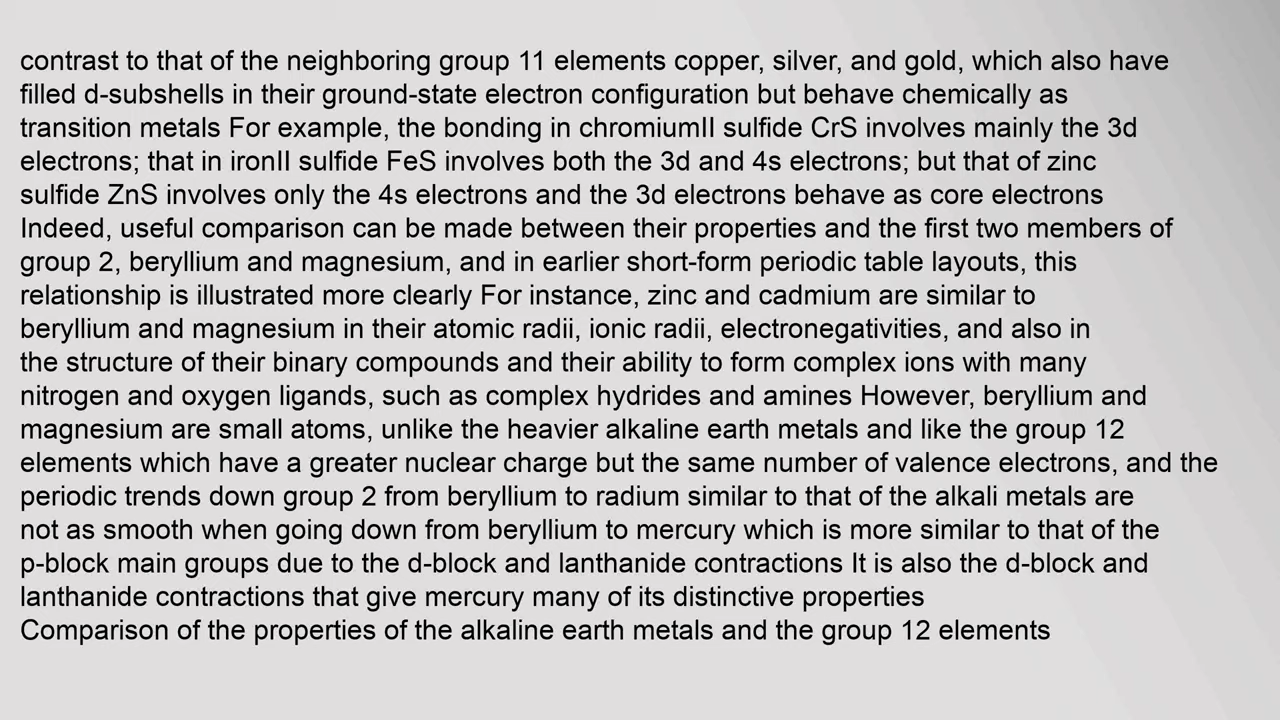 contrast to that of the neighboring group 11 elements copper, silver, and gold, which also have
filled d-subshells in their ground-state electron configuration but behave chemically as
transition metals For example, the bonding in chromiumII sulfide CrS involves mainly the 3d
electrons; that in ironII sulfide FeS involves both the 3d and 4s electrons; but that of zinc
sulfide ZnS involves only the 4s electrons and the 3d electrons behave as core electrons
Indeed, useful comparison can be made between their properties and the first two members of
group 2, beryllium and magnesium, and in earlier short-form periodic table layouts, this
relationship is illustrated more clearly For instance, zinc and cadmium are similar to
beryllium and magnesium in their atomic radii, ionic radii, electronegativities, and also in
the structure of their binary compounds and their ability to form complex ions with many
nitrogen and oxygen ligands, such as complex hydrides and amines However, beryllium and
magnesium are small atoms, unlike the heavier alkaline earth metals and like the group 12
elements which have a greater nuclear charge but the same number of valence electrons, and the
periodic trends down group 2 from beryllium to radium similar to that of the alkali metals are
not as smooth when going down from beryllium to mercury which is more similar to that of the
p-block main groups due to the d-block and lanthanide contractions It is also the d-block and
lanthanide contractions that give mercury many of its distinctive properties
Comparison of the properties of the alkaline earth metals and the group 12 elements